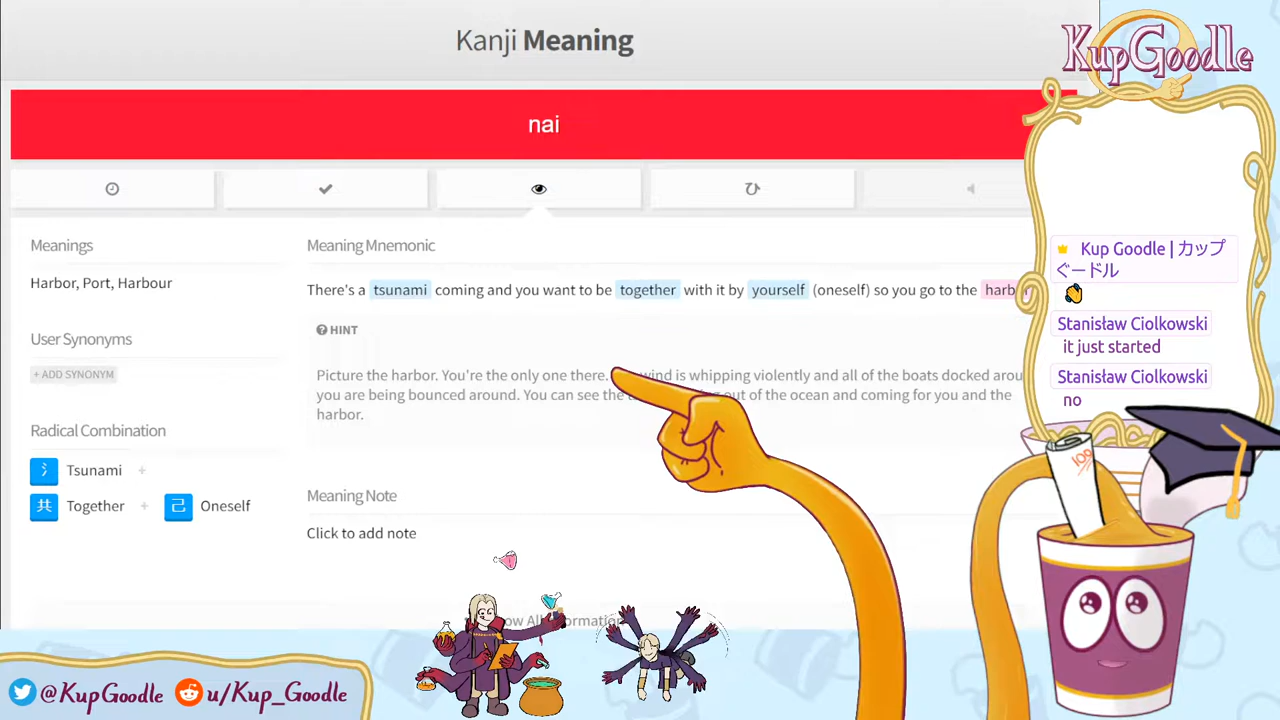 Kanji Meaning
KupGoodle
nai
Meanings
Harbor, Port, Harbour
User Synonyms
+ ADD SYNONYM
Radical Combination
氵 Tsunami +
共 Together + 己 Oneself
Meaning Mnemonic
There's a tsunami coming and you want to be together with it by yourself (oneself) so you go to the
HINT
Picture the harbor. You're the only one there. wind is whipping violently and all of the boats docked
you are being bounced around. You can see the out of the ocean and coming for you and the
harbor.
Meaning Note
Click to add note
Kup Goodle | カップ
ぐードル
Stanisław Ciolkowski
it just started
Stanisław Ciolkowski
no
100
@KupGoodle u/Kup_Goodle